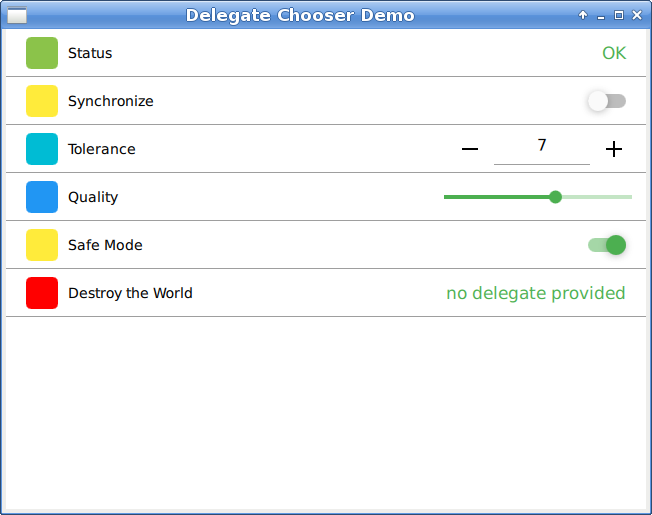 Delegate Chooser Demo
Status OK
Synchronize
Tolerance 7
Quality
Safe Mode
Destroy the World no delegate provided